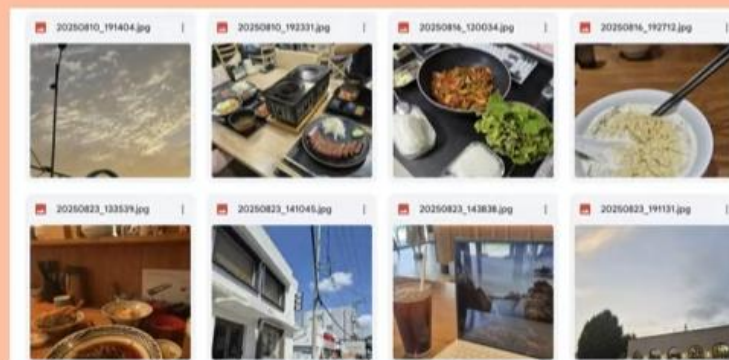 20250810_191404.jpg
20250810_192331.jpg
20250816_120034.jpg
20250816_192712.jpg
20250823_133539.jpg
20250823_141045.jpg
20250823_143838.jpg
20250823_191131.jpg